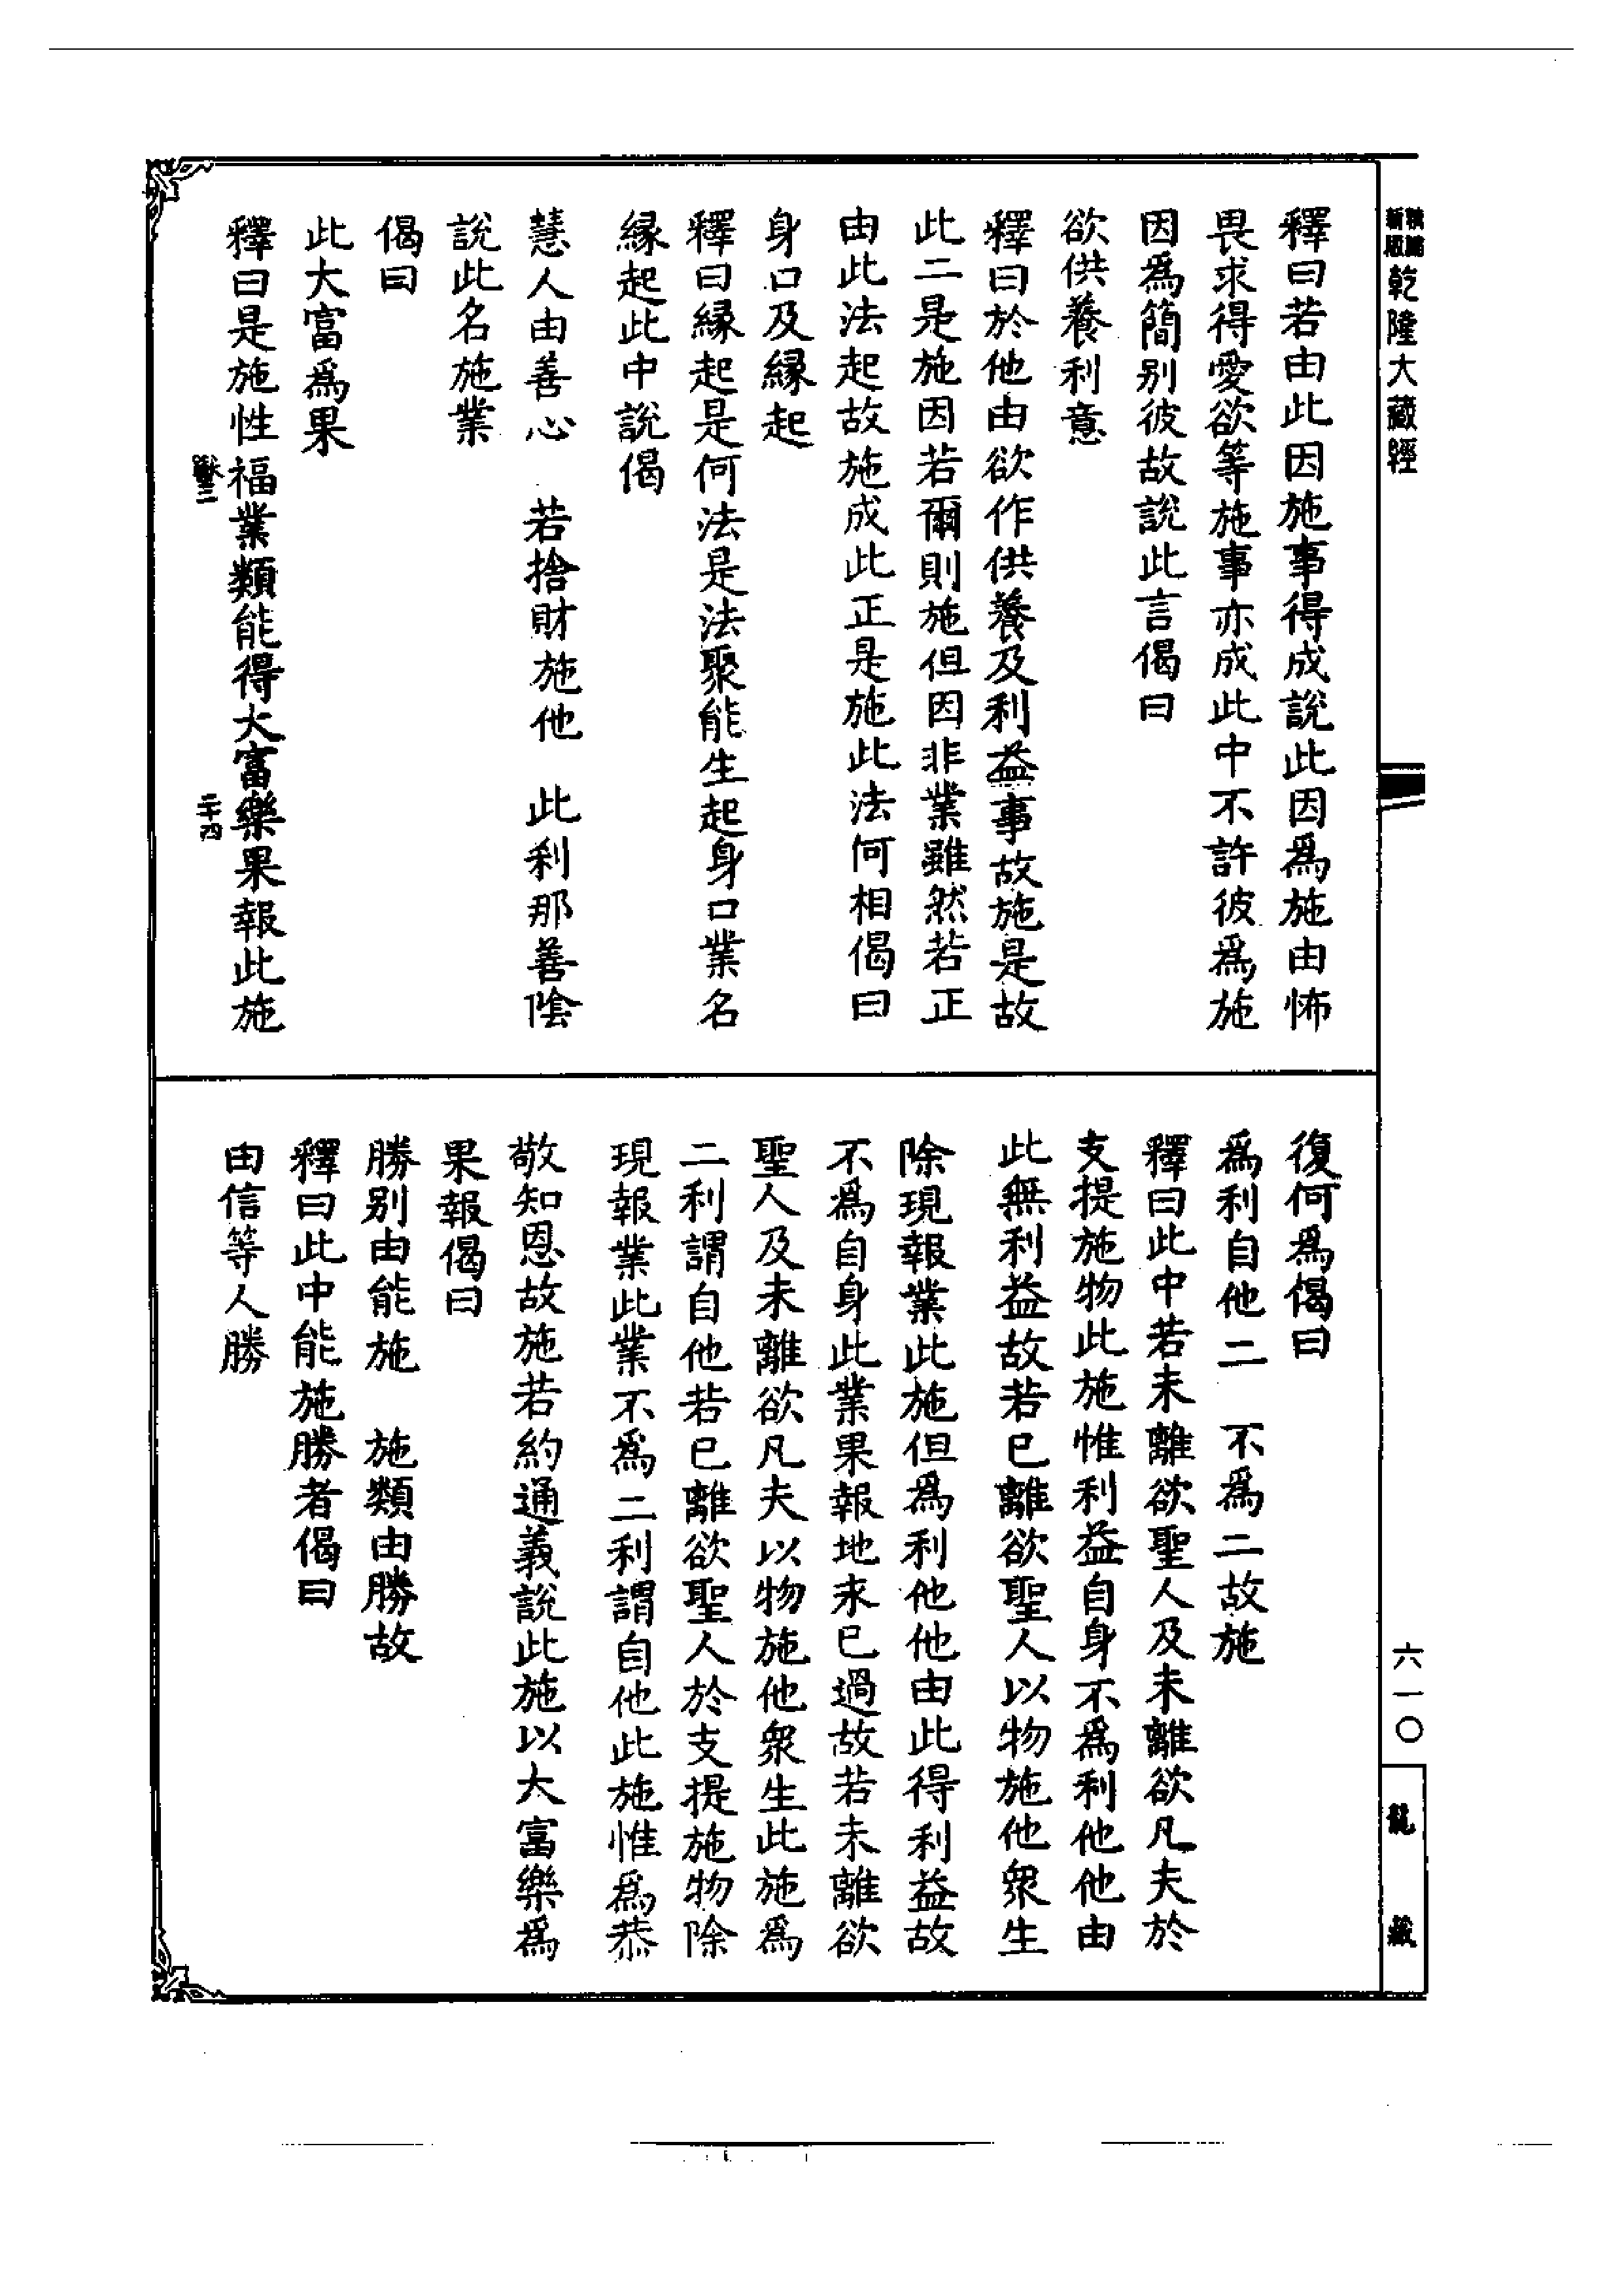 乾隆大藏經
釋曰若由此因施事得成說此因爲施由怖
畏求得愛欲等施事亦成此中不許彼爲施
因爲簡别彼故說此言偈曰
欲供養利意
釋曰於他由欲作供養及利益事故施是故
此二是施因若爾則施但因非業雖然若正
由此法起故施成此正是施此法何相偈曰
身口及縁起
釋曰縁起是何法是法聚能生起身口業名
縁起此中說偈
慧人由善心　若捨財施他　此刹那善陰
說此名施業
偈曰
此大富爲果
釋曰是施性福業類能得大富樂果報此施
二十四
復何爲偈曰
爲利自他二　不爲二故施
釋曰此中若未離欲聖人及未離欲凡夫於
支提施物此施惟利益自身不爲利他他由
此無利益故若已離欲聖人以物施他衆生
除現報業此施但爲利他他由此得利益故
不爲自身此業果報地未已過故若未離欲
聖人及未離欲凡夫以物施他衆生此施爲
二利謂自他若已離欲聖人於支提施物除
現報業此業不爲二利謂自他此施惟爲恭
敬知恩故施若約通義說此施以大富樂爲
果報偈曰
勝别由能施　施類由勝故
釋曰此中能施勝者偈曰
由信等人勝
六一〇
龍藏